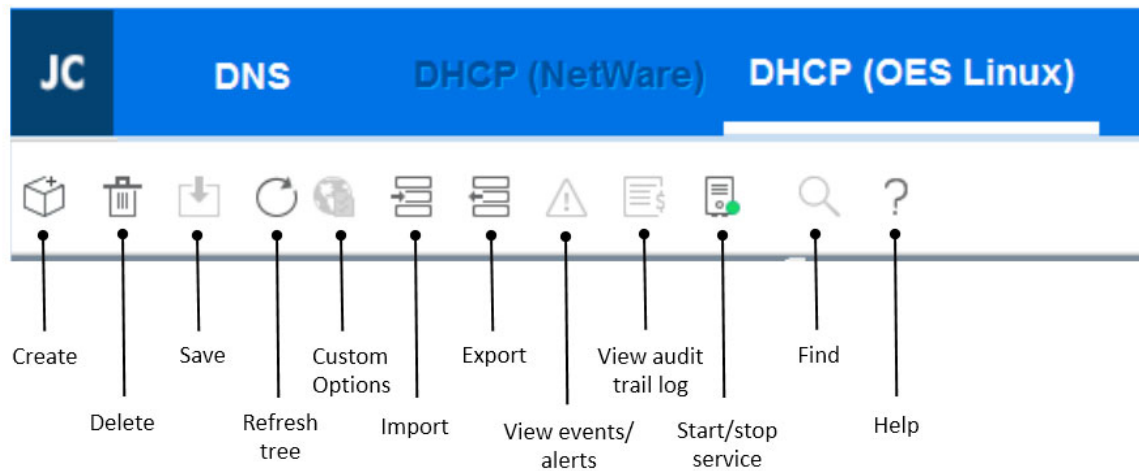 JC DNS DHCP (NetWare) DHCP (OES Linux)
Create
Delete
Save
Refresh
tree
Custom
Options
Import
Export
View events/
alerts
View audit
trail log
Start/stop
service
Find
Help